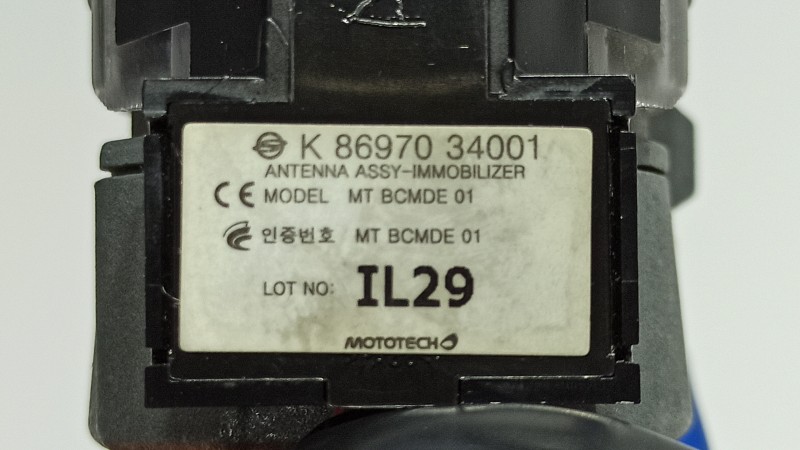 K 86970 34001
ANTENNA ASSY-IMMOBILIZER
CE MODEL MT BCMDE 01
인증번호 MT BCMDE 01
LOT NO: IL29
MOTOTECH